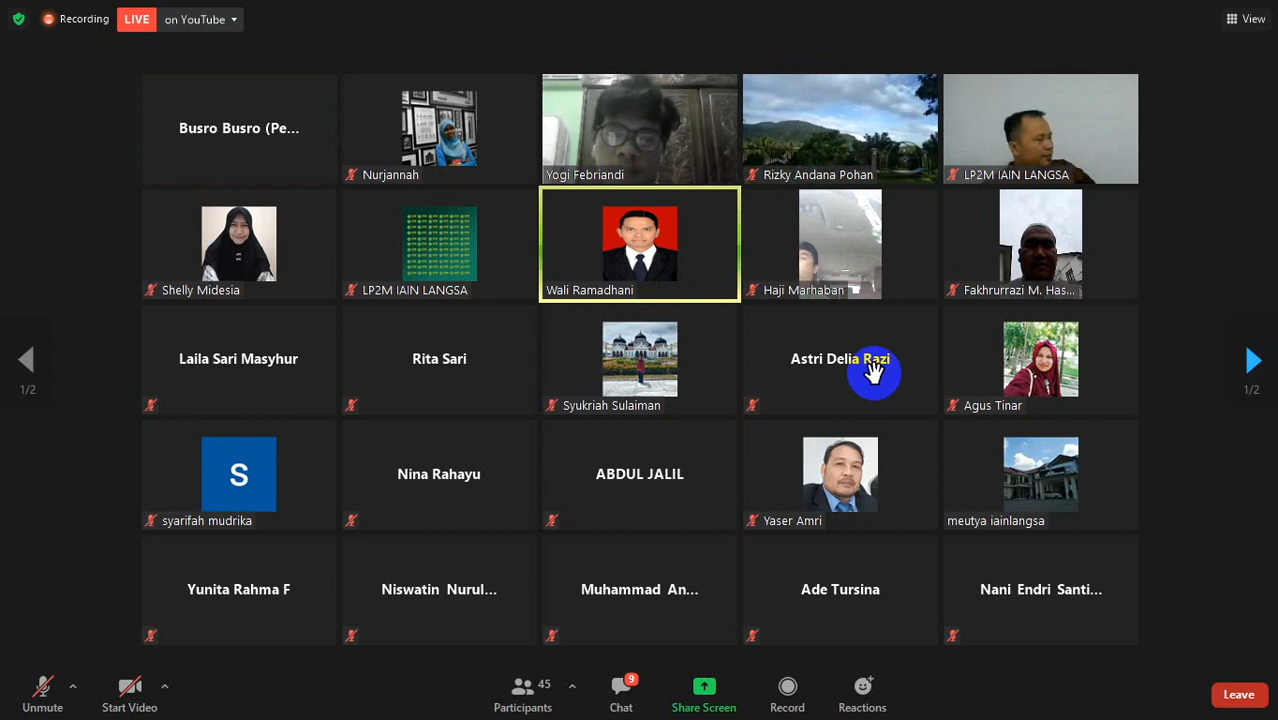 Recording
LIVE
on YouTube
View
Busro Busro (Pe...
Nurjannah
Yogi Febriandi
Rizky Andana Pohan
LP2M IAIN LANGSA
Shelly Midesia
LP2M IAIN LANGSA
Wali Ramadhani
Haji Marhaban
Fakhrurrazi M. Has...
Laila Sari Masyhur
Rita Sari
Syukriah Sulaiman
Astri Delia Razi
Agus Tinar
1/2
1/2
S
syarifah mudrika
Nina Rahayu
ABDUL JALIL
Yaser Amri
meutya iainlangsa
Yunita Rahma F
Niswatin Nurul...
Muhammad An...
Ade Tursina
Nani Endri Santi...
Unmute
Start Video
45
Participants
9
Chat
Share Screen
Record
Reactions
Leave